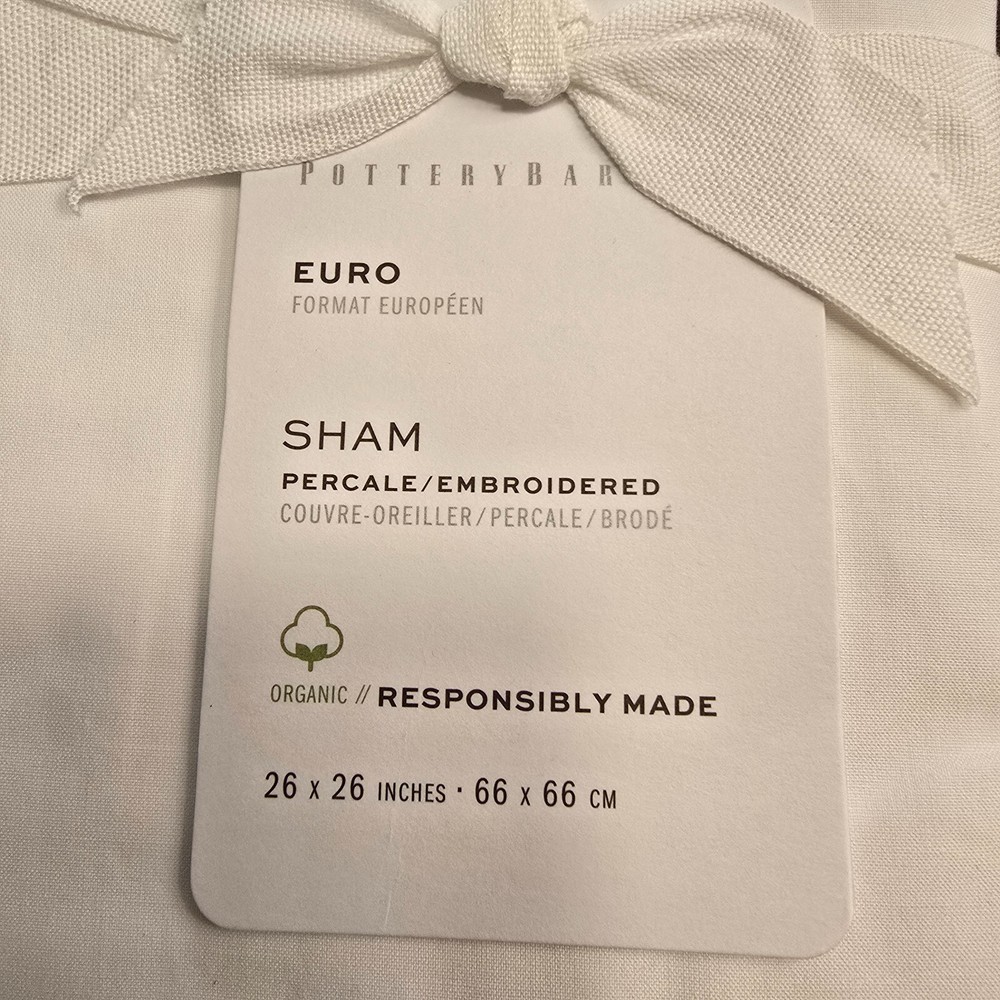 POTTERYBAR
EURO
FORMAT EUROPÉEN
SHAM
PERCALE/EMBROIDERED
COUVRE-OREILLER/PERCALE/BRODÉ
ORGANIC // RESPONSIBLY MADE
26 X 26 INCHES · 66 X 66 CM